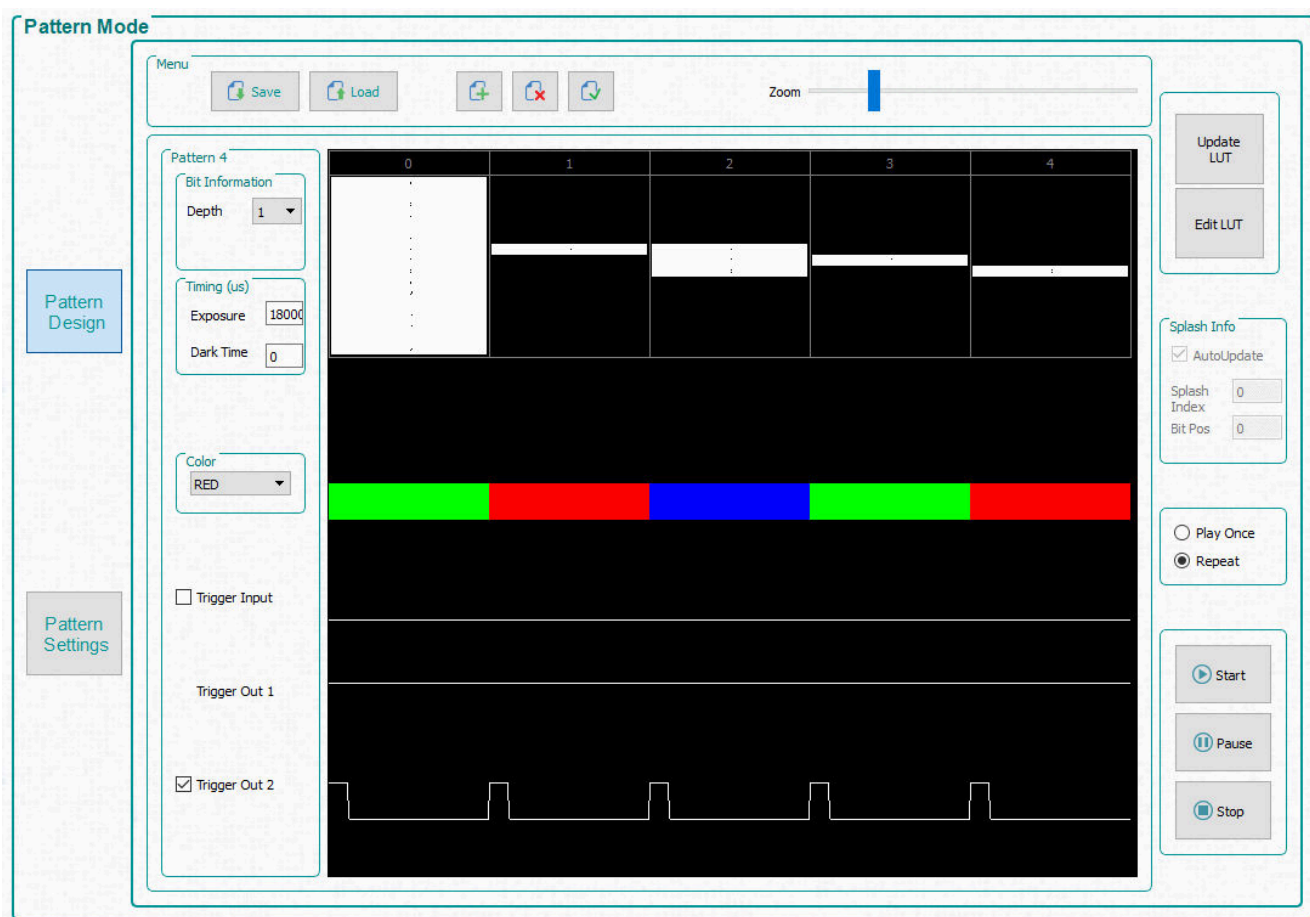 Pattern Mode
Menu
Save
Load
Zoom
Update
LUT
Edit LUT
Pattern
Design
Pattern
Settings
Pattern 4
Bit Information
Depth 1
Timing (us)
Exposure 18000
Dark Time 0
Color
RED
Trigger Input
Trigger Out 1
Trigger Out 2
0 1 2 3 4
Splash Info
AutoUpdate
Splash
Index 0
Bit Pos 0
Play Once
Repeat
Start
Pause
Stop